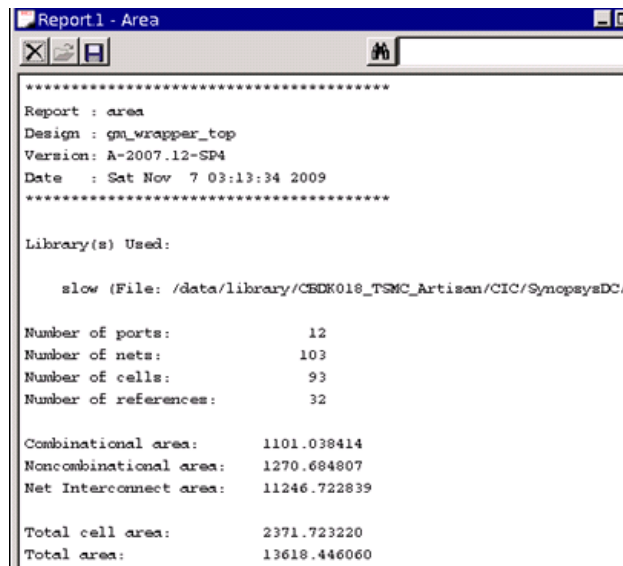 Report.1 - Area
****************************************
Report : area
Design : gm_wrapper_top
Version: A-2007.12-SP4
Date : Sat Nov 7 03:13:34 2009
****************************************
Library(s) Used:
slow (File: /data/library/CBDK018_TSMC_Artisan/CIC/SynopsysDC/
Number of ports: 12
Number of nets: 103
Number of cells: 93
Number of references: 32
Combinational area: 1101.038414
Noncombinational area: 1270.684807
Net Interconnect area: 11246.722839
Total cell area: 2371.723220
Total area: 13618.446060